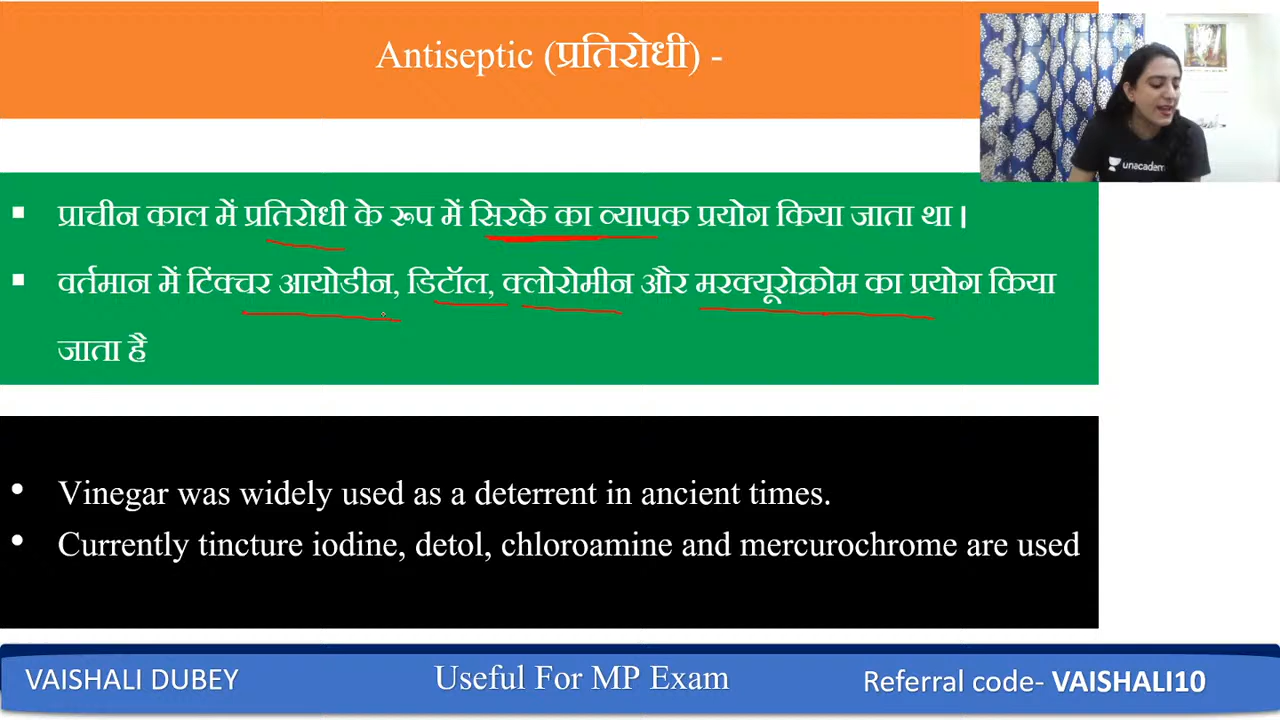 Antiseptic (प्रतिरोधी) -
unacadem
▪ प्राचीन काल में प्रतिरोधी के रूप में सिरके का व्यापक प्रयोग किया जाता था।
▪ वर्तमान में टिंक्चर आयोडीन, डिटॉल, क्लोरोमीन और मरक्यूरोक्रोम का प्रयोग किया
जाता है
• Vinegar was widely used as a deterrent in ancient times.
• Currently tincture iodine, detol, chloroamine and mercurochrome are used
VAISHALI DUBEY
Useful For MP Exam
Referral code- VAISHALI10